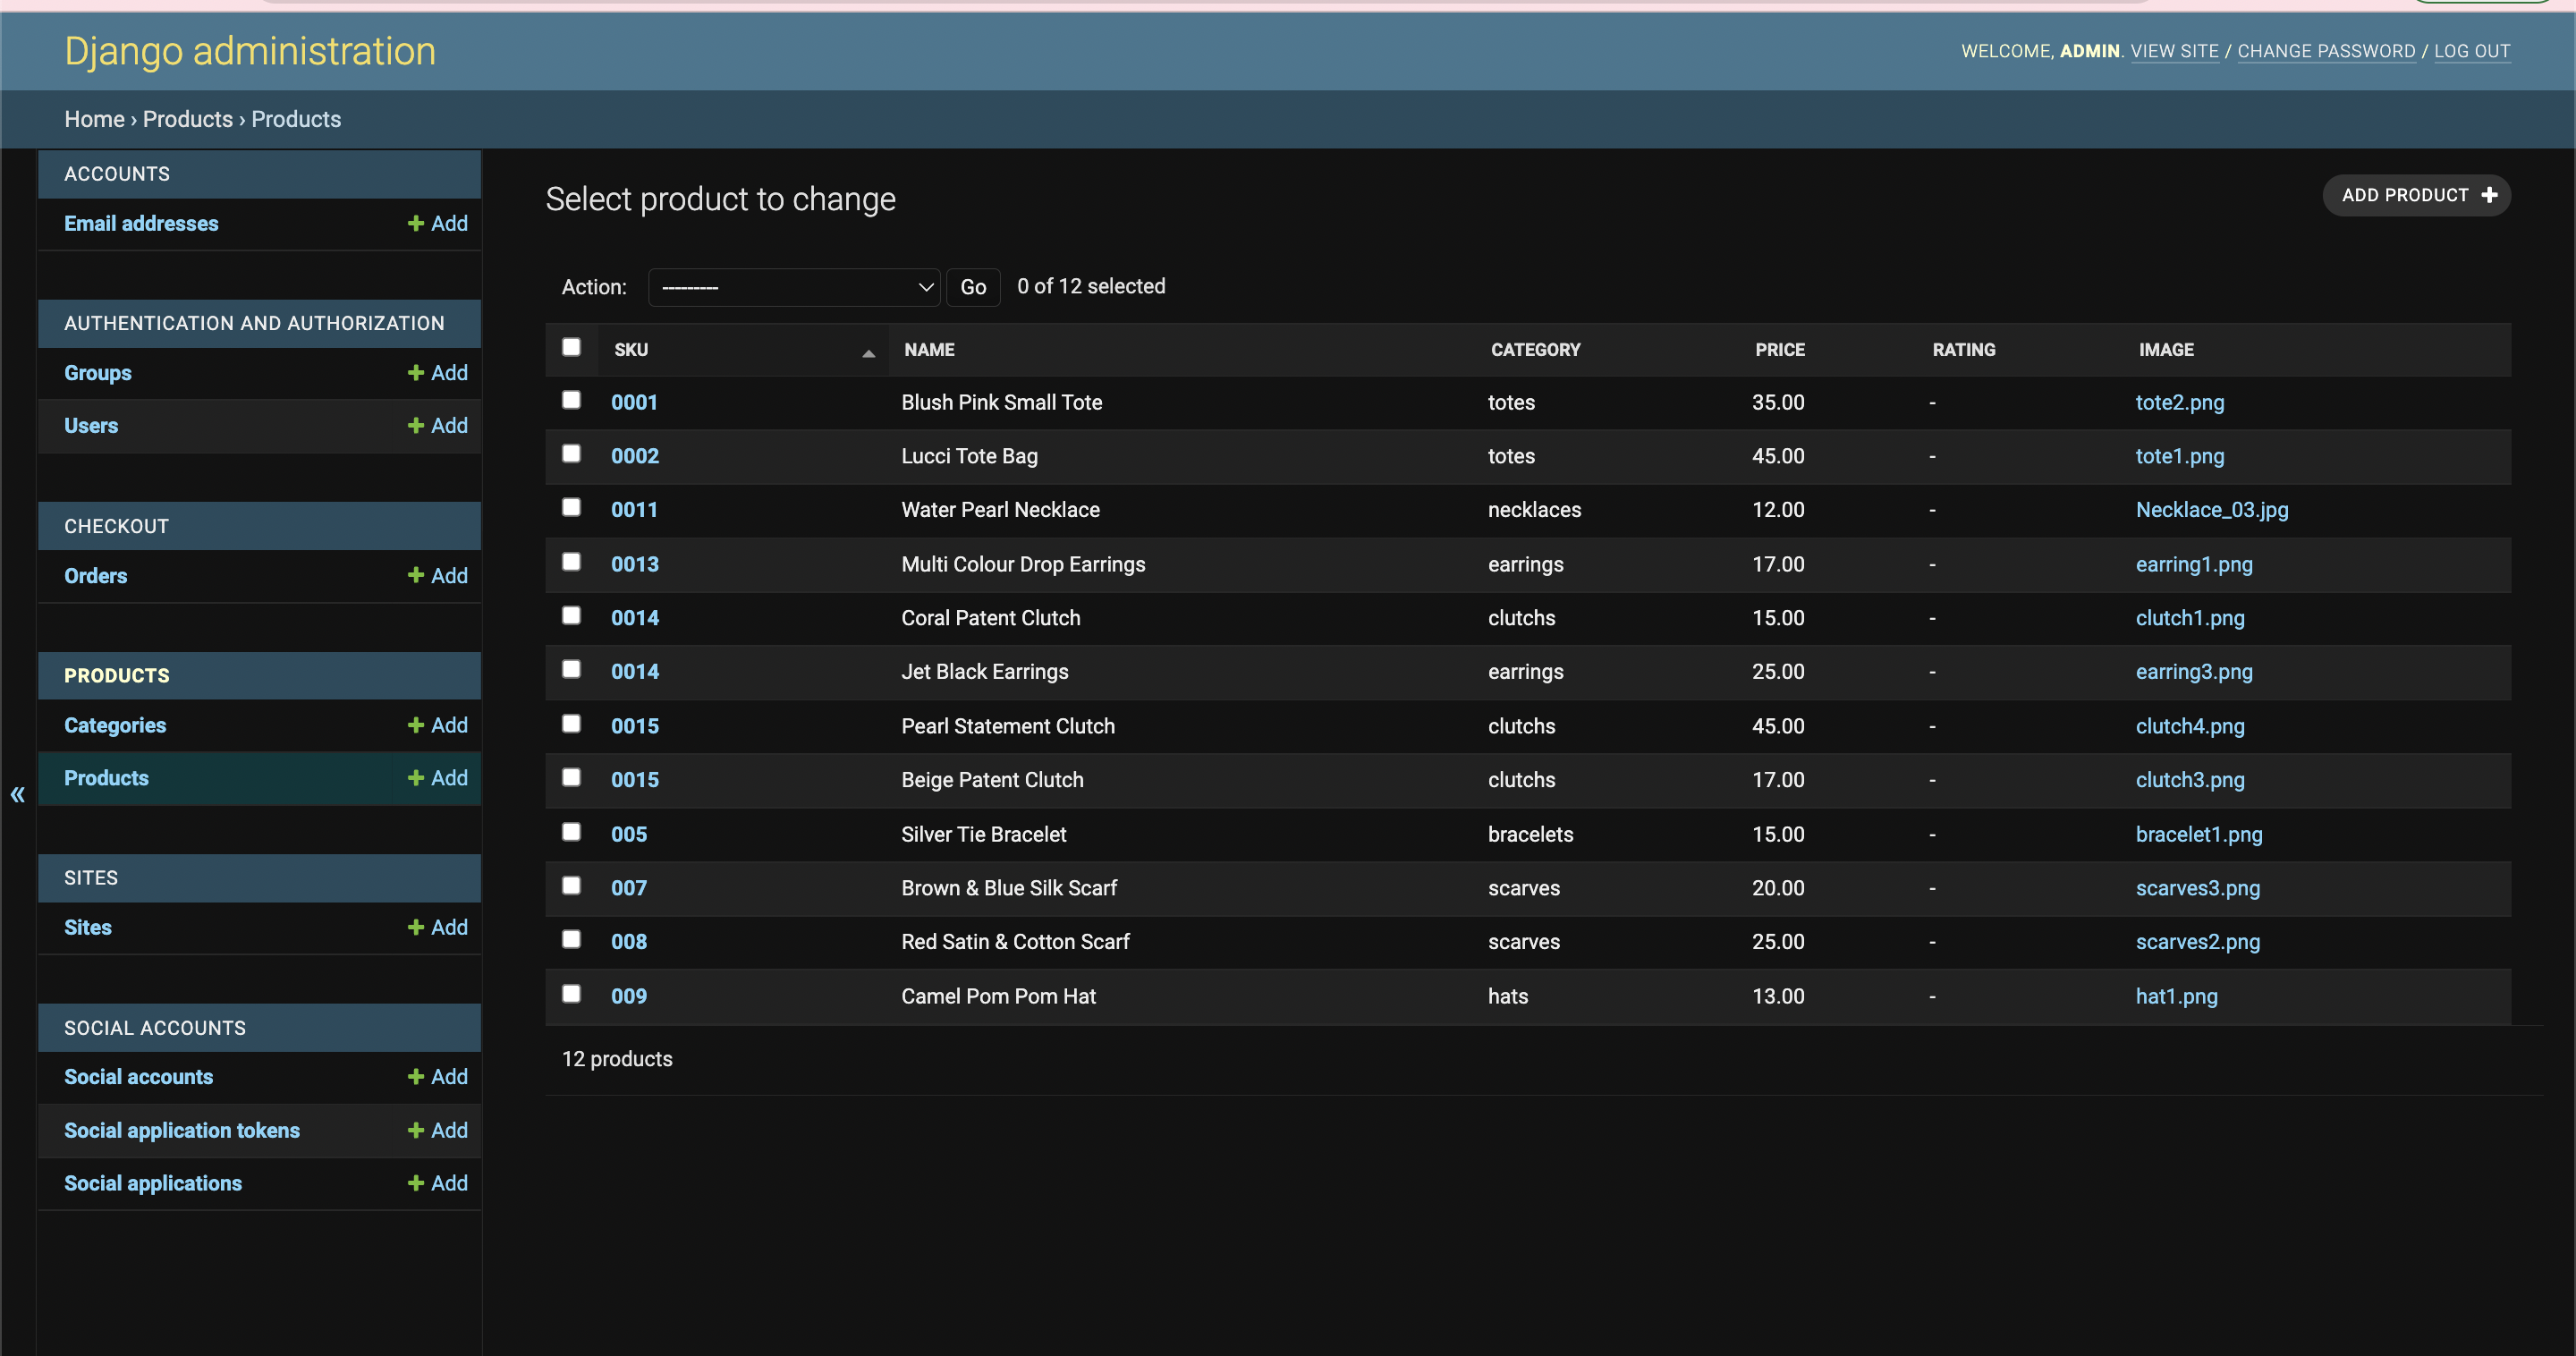 Django administration
WELCOME, ADMIN. VIEW SITE / CHANGE PASSWORD / LOG OUT
Home › Products › Products
ACCOUNTS
Email addresses + Add
AUTHENTICATION AND AUTHORIZATION
Groups + Add
Users + Add
CHECKOUT
Orders + Add
PRODUCTS
Categories + Add
Products + Add
SITES
Sites + Add
SOCIAL ACCOUNTS
Social accounts + Add
Social application tokens + Add
Social applications + Add
«
Select product to change
ADD PRODUCT +
Action: --------- Go 0 of 12 selected
SKU NAME CATEGORY PRICE RATING IMAGE
0001 Blush Pink Small Tote totes 35.00 - tote2.png
0002 Lucci Tote Bag totes 45.00 - tote1.png
0011 Water Pearl Necklace necklaces 12.00 - Necklace_03.jpg
0013 Multi Colour Drop Earrings earrings 17.00 - earring1.png
0014 Coral Patent Clutch clutchs 15.00 - clutch1.png
0014 Jet Black Earrings earrings 25.00 - earring3.png
0015 Pearl Statement Clutch clutchs 45.00 - clutch4.png
0015 Beige Patent Clutch clutchs 17.00 - clutch3.png
005 Silver Tie Bracelet bracelets 15.00 - bracelet1.png
007 Brown & Blue Silk Scarf scarves 20.00 - scarves3.png
008 Red Satin & Cotton Scarf scarves 25.00 - scarves2.png
009 Camel Pom Pom Hat hats 13.00 - hat1.png
12 products